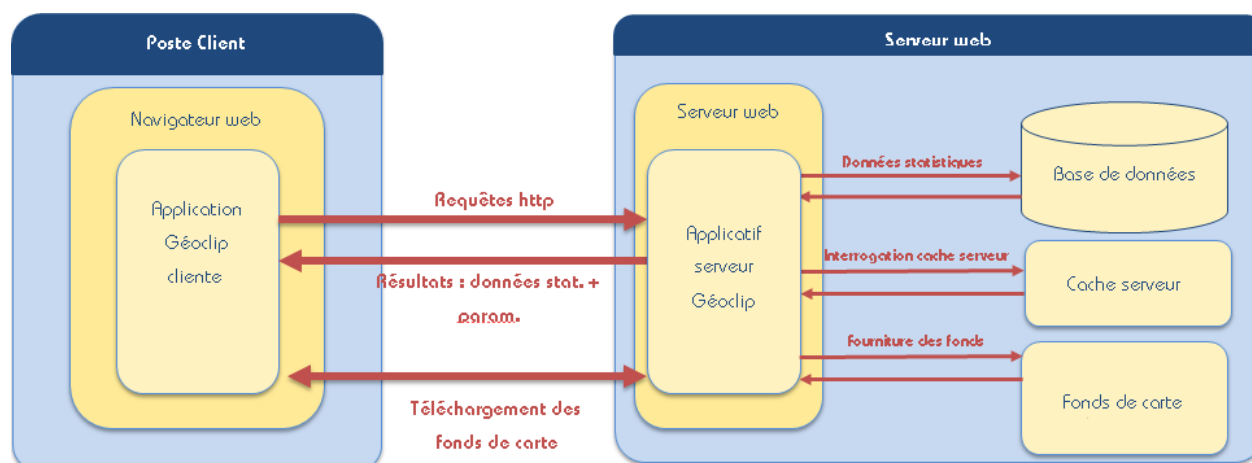 Poste Client
Serveur web
Navigateur web
Application
Géoclip
cliente
Requêtes http
Résultats : données stat. +
param.
Téléchargement des
fonds de carte
Serveur web
Applicatif
serveur
Géoclip
Données statistiques
Base de données
Interrogation cache serveur
Cache serveur
Fourniture des fonds
Fonds de carte